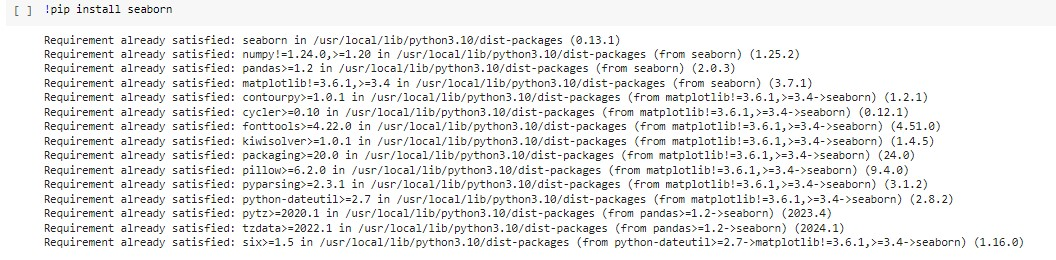 [ ] !pip install seaborn
Requirement already satisfied: seaborn in /usr/local/lib/python3.10/dist-packages (0.13.1)
Requirement already satisfied: numpy!=1.24.0,>=1.20 in /usr/local/lib/python3.10/dist-packages (from seaborn) (1.25.2)
Requirement already satisfied: pandas>=1.2 in /usr/local/lib/python3.10/dist-packages (from seaborn) (2.0.3)
Requirement already satisfied: matplotlib!=3.6.1,>=3.4 in /usr/local/lib/python3.10/dist-packages (from seaborn) (3.7.1)
Requirement already satisfied: contourpy>=1.0.1 in /usr/local/lib/python3.10/dist-packages (from matplotlib!=3.6.1,>=3.4->seaborn) (1.2.1)
Requirement already satisfied: cycler>=0.10 in /usr/local/lib/python3.10/dist-packages (from matplotlib!=3.6.1,>=3.4->seaborn) (0.12.1)
Requirement already satisfied: fonttools>=4.22.0 in /usr/local/lib/python3.10/dist-packages (from matplotlib!=3.6.1,>=3.4->seaborn) (4.51.0)
Requirement already satisfied: kiwisolver>=1.0.1 in /usr/local/lib/python3.10/dist-packages (from matplotlib!=3.6.1,>=3.4->seaborn) (1.4.5)
Requirement already satisfied: packaging>=20.0 in /usr/local/lib/python3.10/dist-packages (from matplotlib!=3.6.1,>=3.4->seaborn) (24.0)
Requirement already satisfied: pillow>=6.2.0 in /usr/local/lib/python3.10/dist-packages (from matplotlib!=3.6.1,>=3.4->seaborn) (9.4.0)
Requirement already satisfied: pyparsing>=2.3.1 in /usr/local/lib/python3.10/dist-packages (from matplotlib!=3.6.1,>=3.4->seaborn) (3.1.2)
Requirement already satisfied: python-dateutil>=2.7 in /usr/local/lib/python3.10/dist-packages (from matplotlib!=3.6.1,>=3.4->seaborn) (2.8.2)
Requirement already satisfied: pytz>=2020.1 in /usr/local/lib/python3.10/dist-packages (from pandas>=1.2->seaborn) (2023.4)
Requirement already satisfied: tzdata>=2022.1 in /usr/local/lib/python3.10/dist-packages (from pandas>=1.2->seaborn) (2024.1)
Requirement already satisfied: six>=1.5 in /usr/local/lib/python3.10/dist-packages (from python-dateutil>=2.7->matplotlib!=3.6.1,>=3.4->seaborn) (1.16.0)